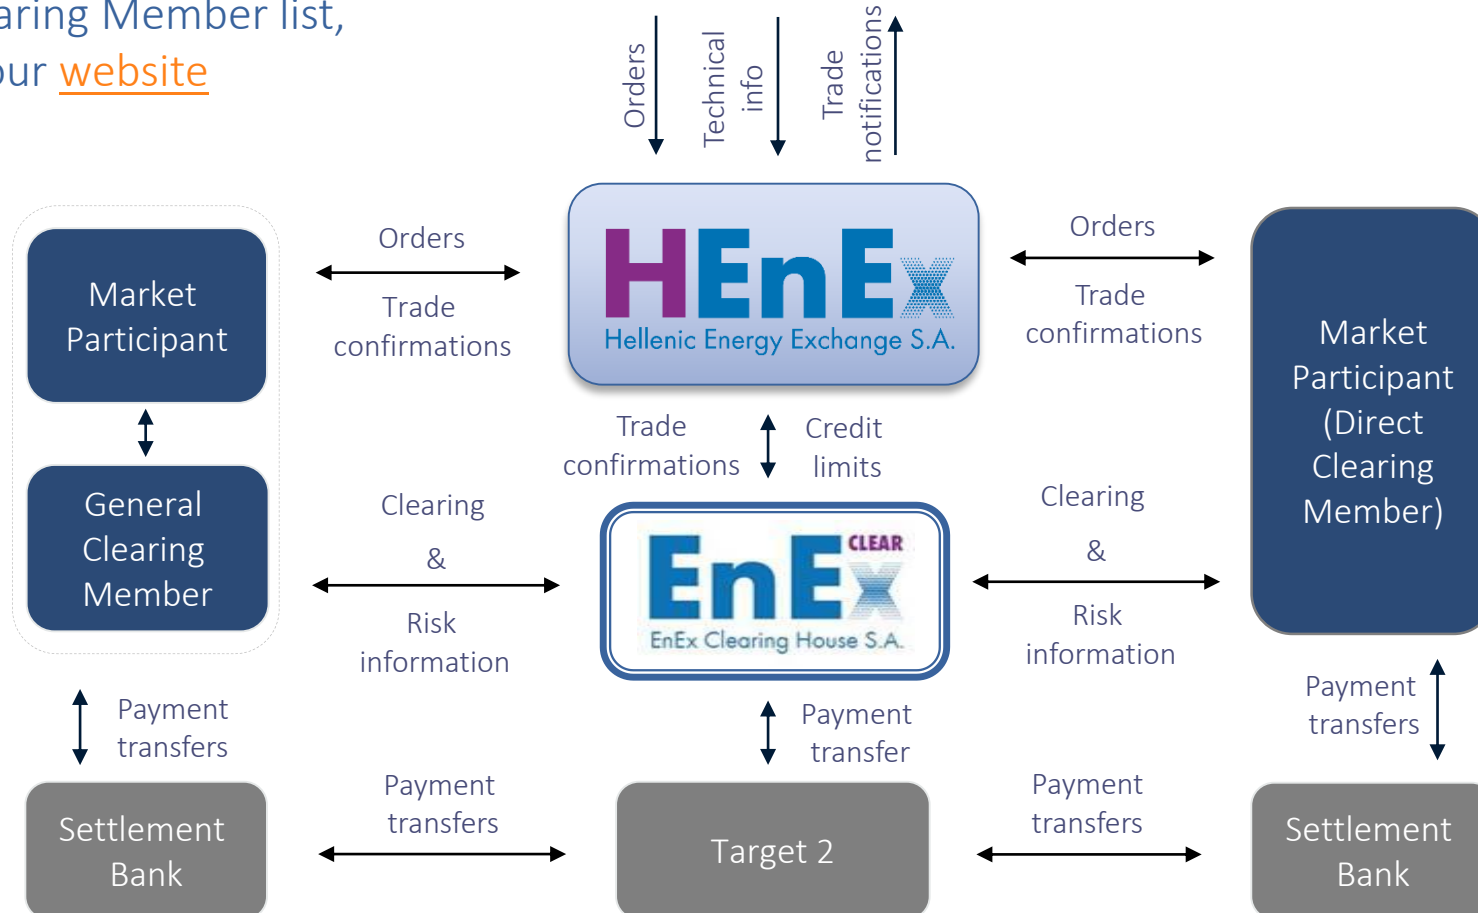 aring Member list,
our website
Orders
Technical
info
Trade
notifications
Market
Participant
Orders
Trade
confirmations
HEnEx
Hellenic Energy Exchange S.A.
Orders
Trade
confirmations
Market
Participant
(Direct
Clearing
Member)
Trade
confirmations
Credit
limits
General
Clearing
Member
Clearing
&
Risk
information
EnEx
CLEAR
EnEx Clearing House S.A.
Clearing
&
Risk
information
Payment
transfers
Payment
transfer
Payment
transfers
Settlement
Bank
Payment
transfers
Target 2
Payment
transfers
Settlement
Bank